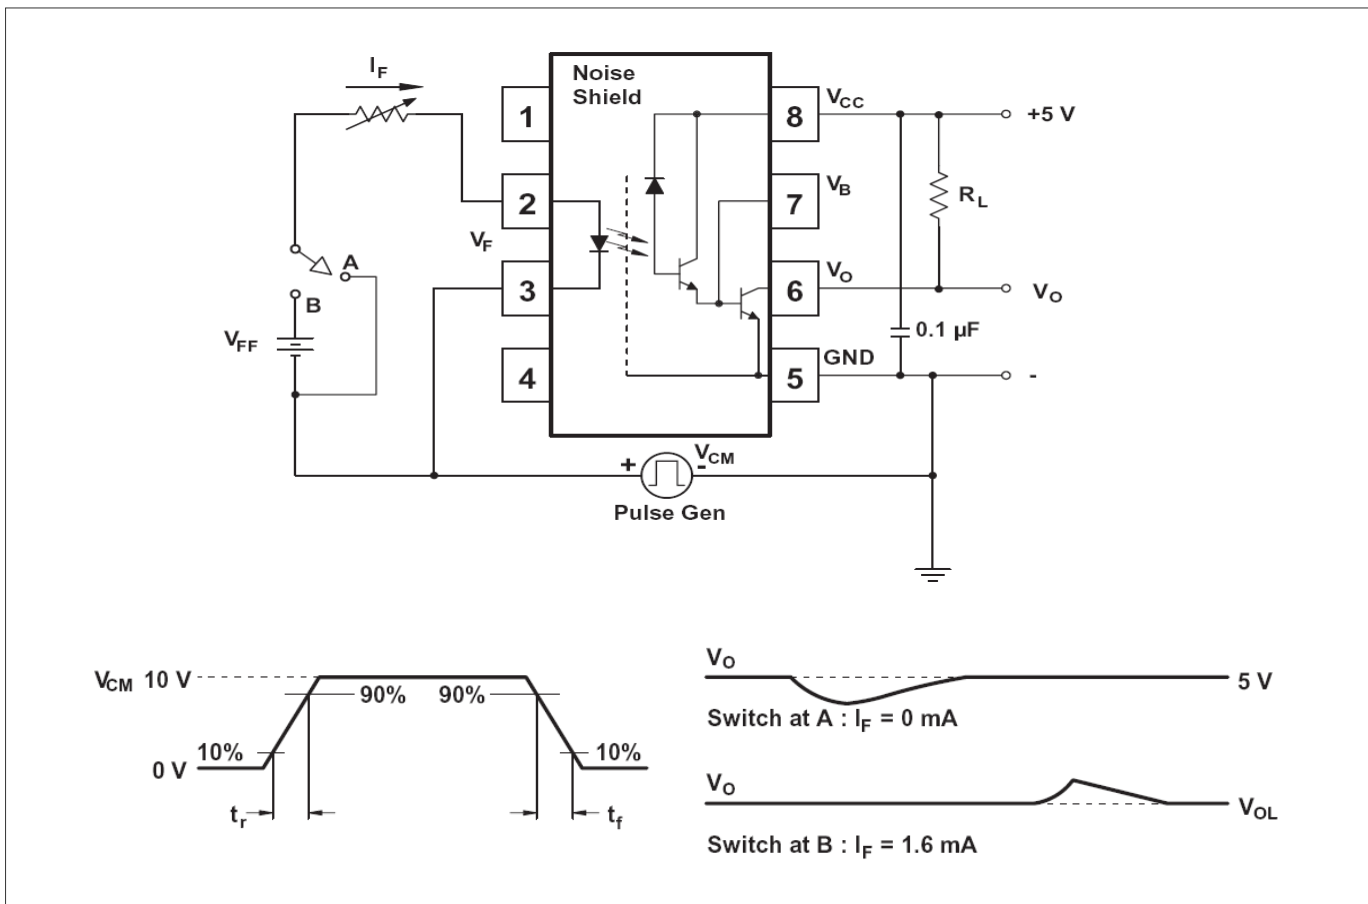 I_F
Noise
Shield
1
8
V_CC
+5 V
2
7
V_B
R_L
V_F
A
3
6
V_O
V_O
B
0.1 µF
V_FF
4
5
GND
-
+
-
V_CM
Pulse Gen
V_CM 10 V
90%
90%
10%
10%
0 V
t_r
t_f
V_O
5 V
Switch at A : I_F = 0 mA
V_O
V_OL
Switch at B : I_F = 1.6 mA